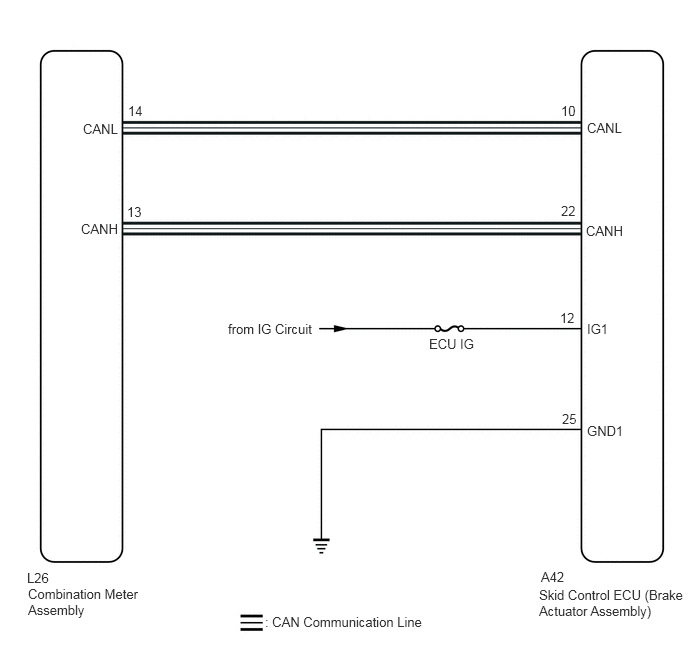 14
10
CANL
CANL
13
22
CANH
CANH
12
from IG Circuit
IG1
ECU IG
25
GND1
L26
Combination Meter
Assembly
A42
Skid Control ECU (Brake
Actuator Assembly)
: CAN Communication Line